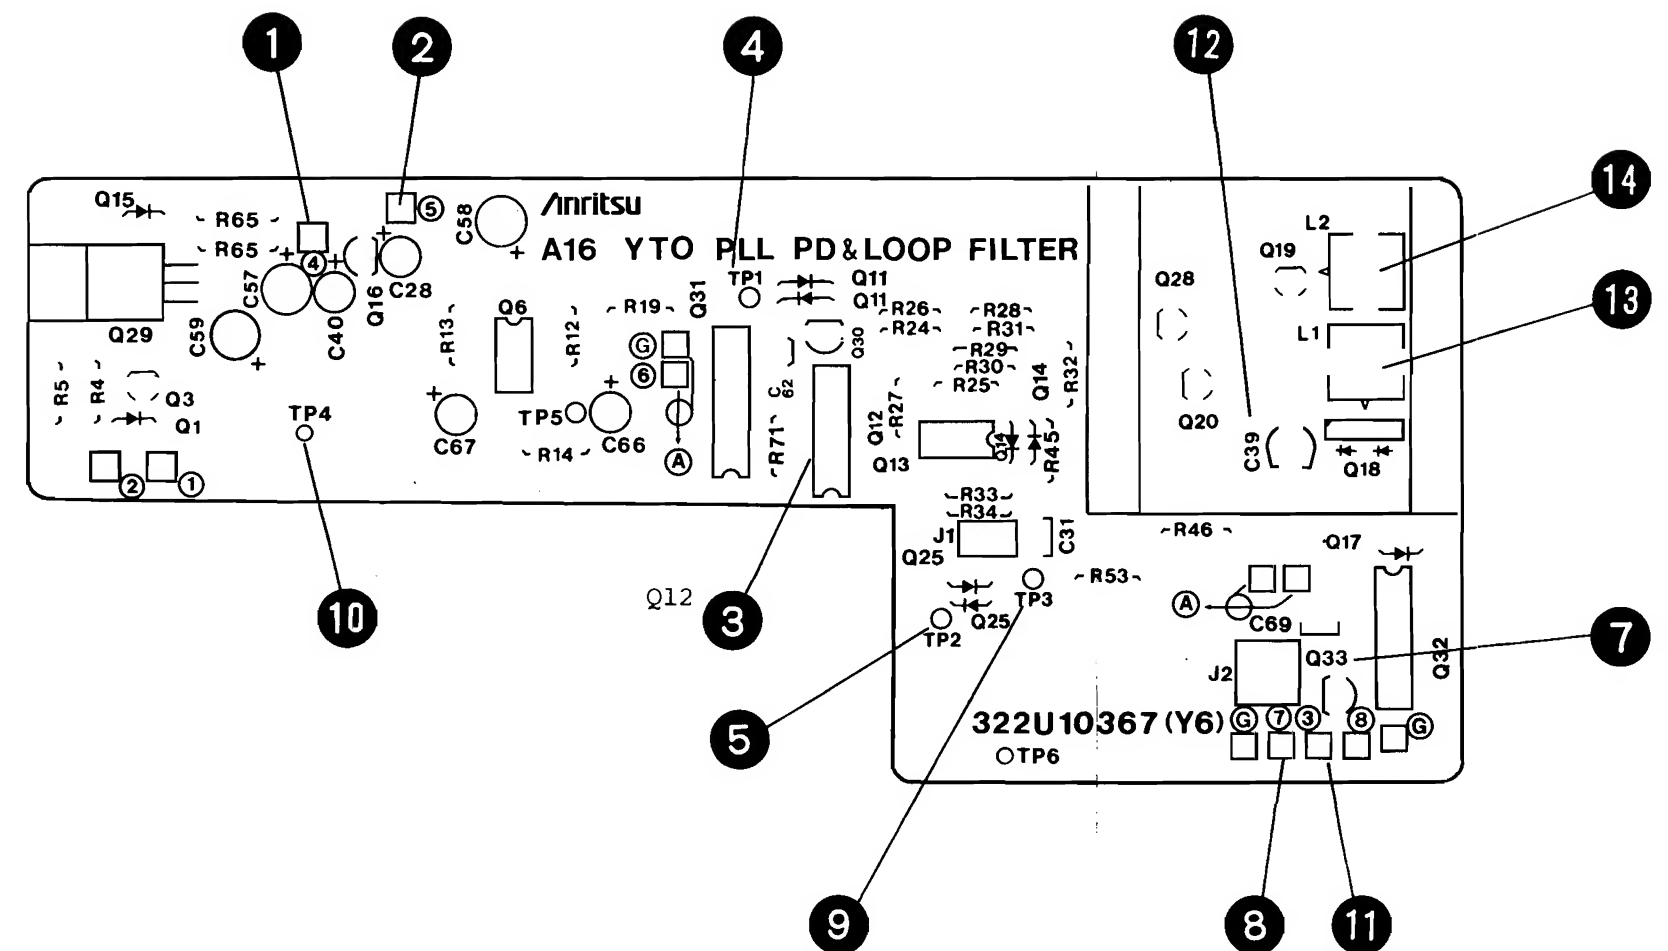 1
2
4
12
14
13
Q15
R65
R65
④
⑤
C58
Anritsu
A16 YTO PLL PD&LOOP FILTER
C57
C59
C40
Q16
C28
Q29
R5
R4
Q3
Q1
②
①
TP4
R13
Q6
R12
R19
Q31
Ⓖ
⑥
TP5
C66
C67
R14
Ⓐ
TP1
Q11
Q11
Q30
C62
R71
R26
R24
R28
R31
R29
R30
R25
R27
Q12
Q13
Q14
Q14
R32
R45
R33
R34
J1
C31
Q25
Q25
TP3
TP2
R53
R46
Q28
Q19
L2
L1
Q20
C39
Q18
Q17
Ⓐ
C69
Q33
Q32
J2
322U10367(Y6)
Ⓖ
⑦
③
⑧
Ⓖ
TP6
10
Q12
3
5
7
9
8
11